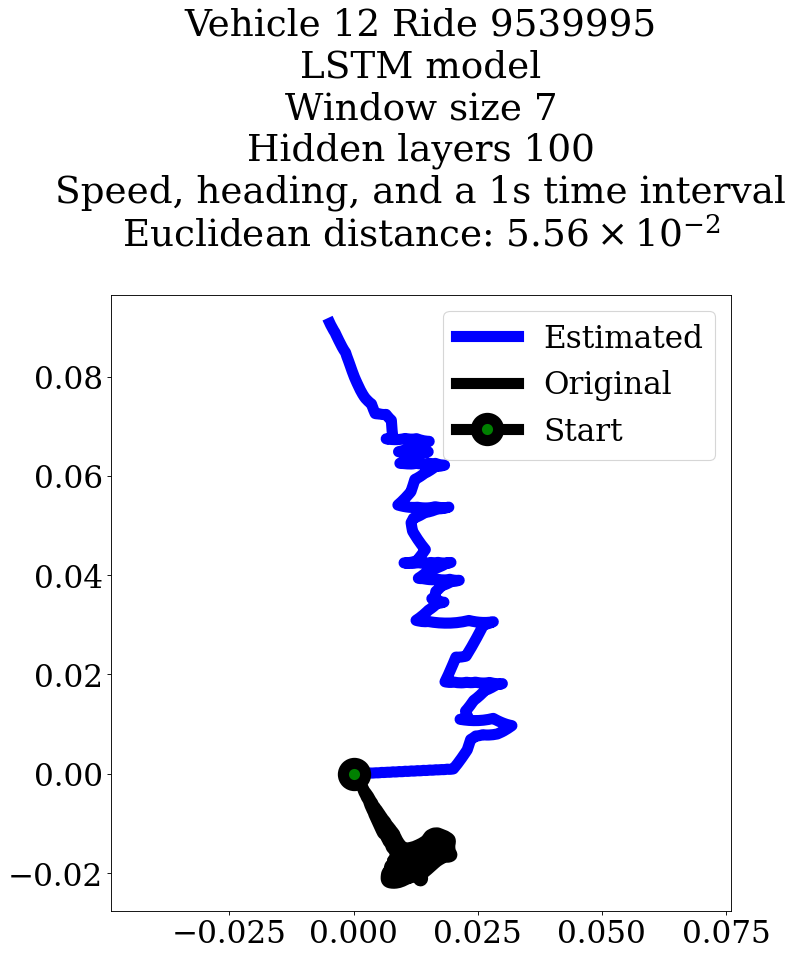 Vehicle 12 Ride 9539995
LSTM model
Window size 7
Hidden layers 100
Speed, heading, and a 1s time interval
Euclidean distance: 5.56 × 10⁻²
Estimated
Original
Start
0.08
0.06
0.04
0.02
0.00
−0.02
−0.025 0.000 0.025 0.050 0.075